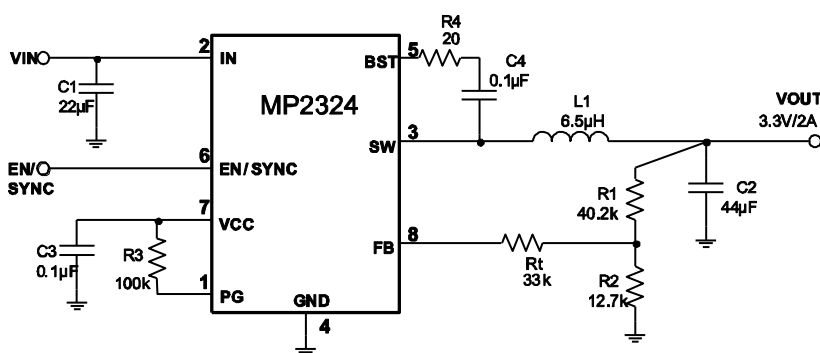 VIN
C1
22µF
2
IN
MP2324
BST
5
R4
20
C4
0.1µF
L1
6.5µH
VOUT
3.3V/2A
3
SW
EN/
SYNC
6
EN/SYNC
7
VCC
C3
0.1µF
R3
100k
1
PG
GND
4
FB
8
Rt
33k
R1
40.2k
R2
12.7k
C2
44µF